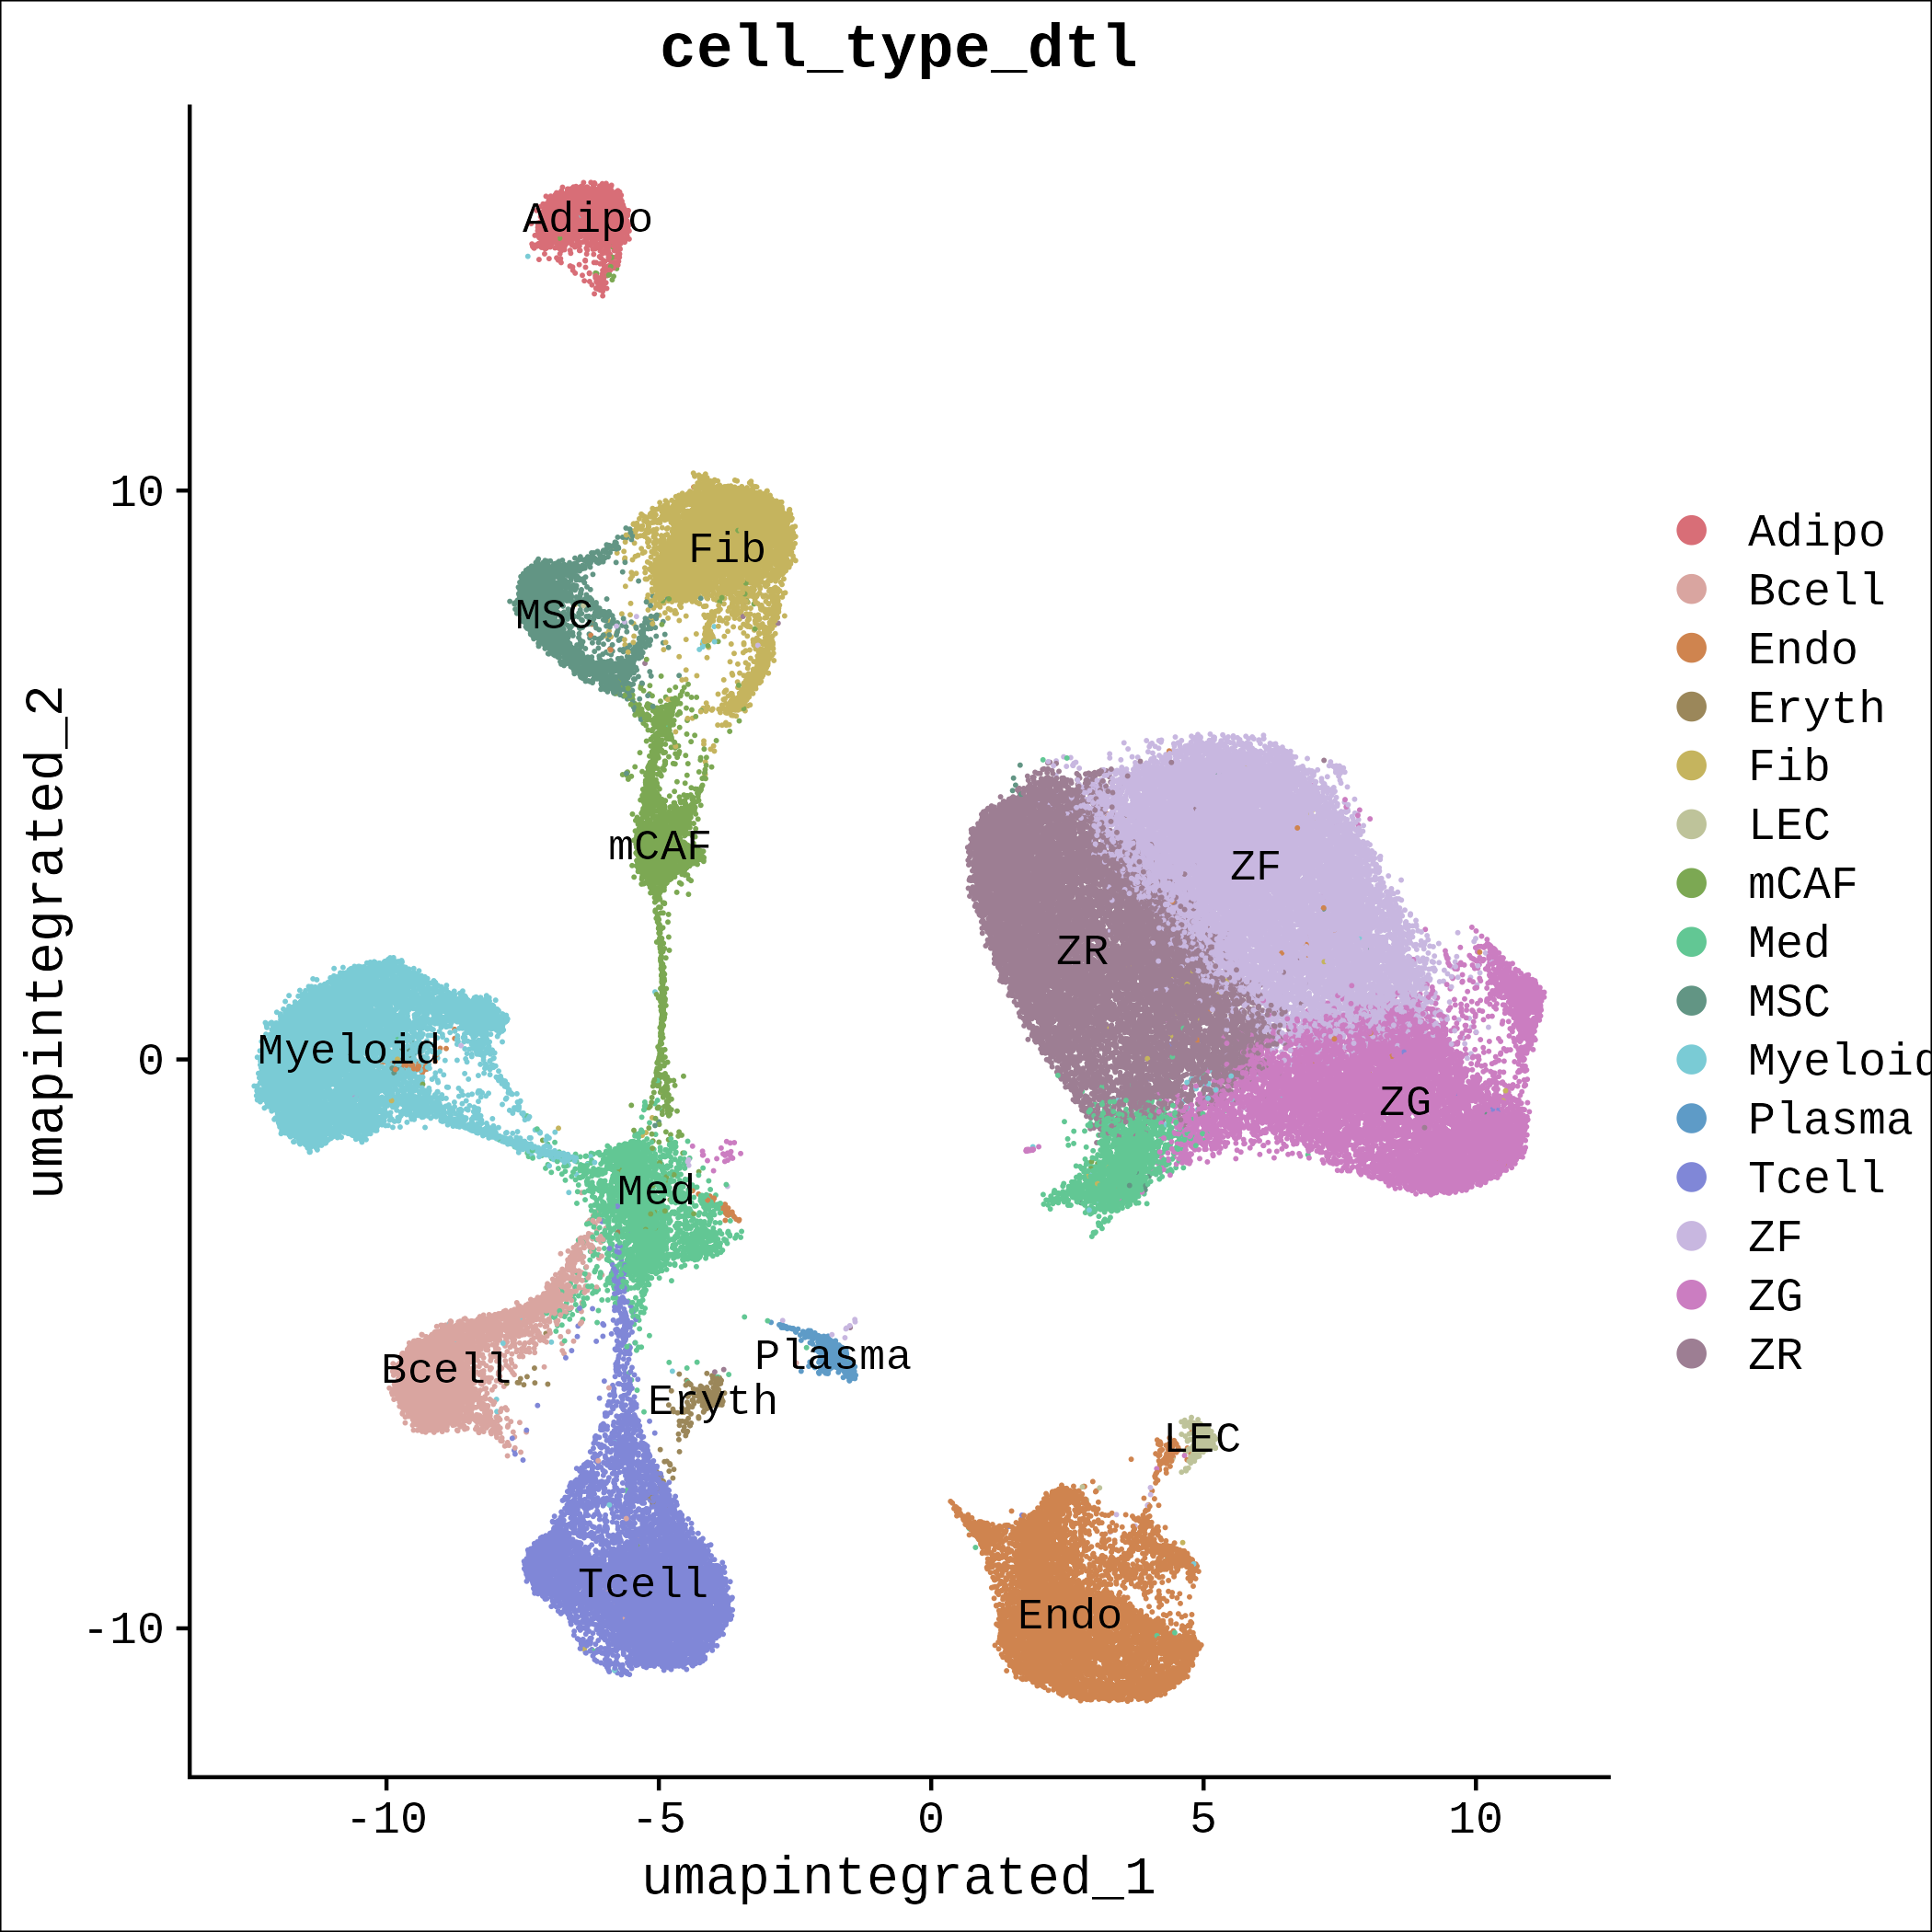 cell_type_dtl
umapintegrated_2
10
0
-10
-10
-5
0
5
10
umapintegrated_1
Adipo
Fib
MSC
mCAF
ZF
ZR
Myeloid
ZG
Med
Plasma
Bcell
Eryth
LEC
Tcell
Endo
Adipo
Bcell
Endo
Eryth
Fib
LEC
mCAF
Med
MSC
Myeloid
Plasma
Tcell
ZF
ZG
ZR